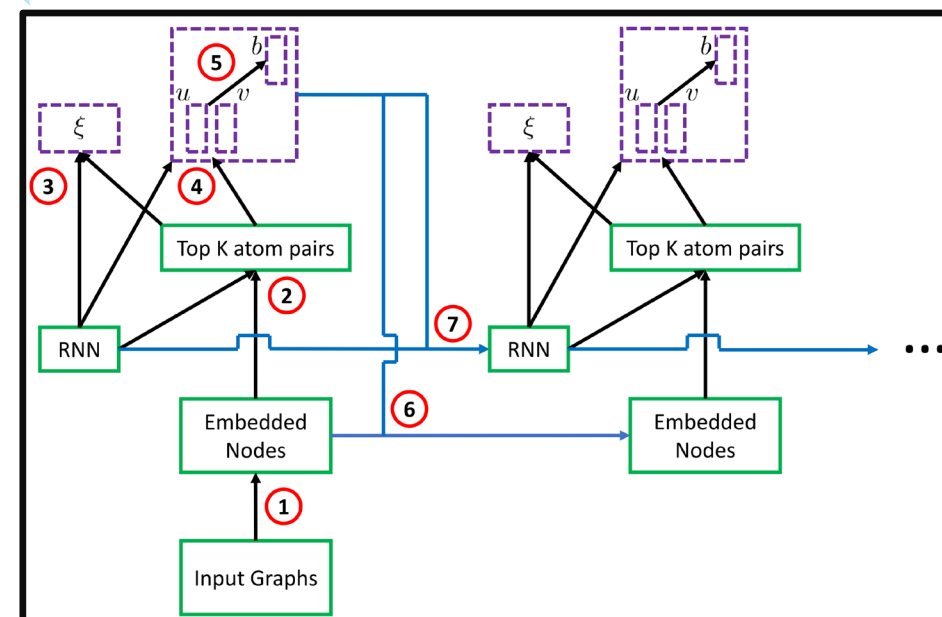 b
b
5
u
v
u
v
ξ
ξ
3
4
Top K atom pairs
Top K atom pairs
2
7
RNN
RNN
...
6
Embedded
Nodes
Embedded
Nodes
1
Input Graphs